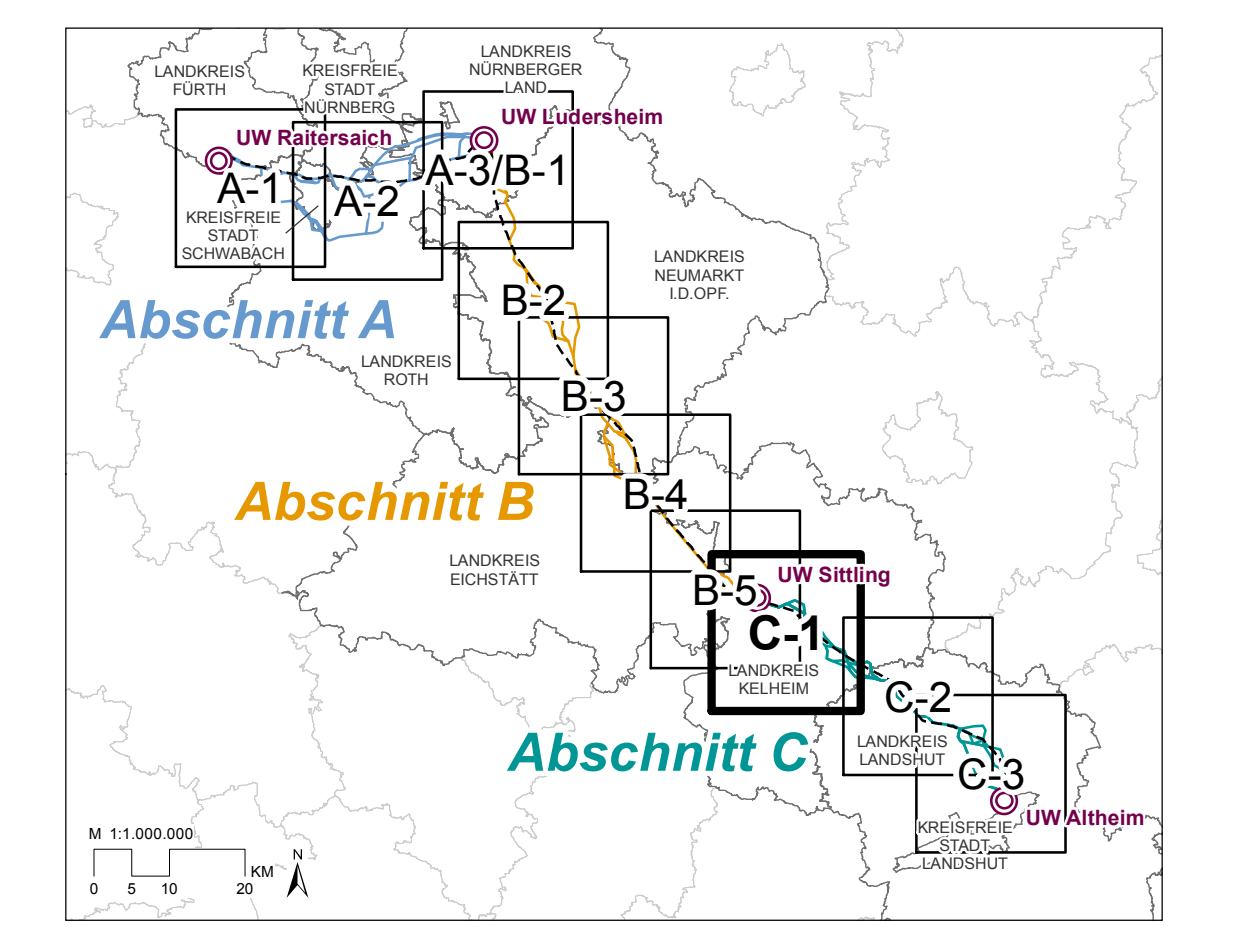 LANDKREIS
FÜRTH
KREISFREIE
STADT
NÜRNBERG
LANDKREIS
NÜRNBERGER
LAND
UW Raitersaich
UW Ludersheim
A-1
A-2
A-3/B-1
KREISFREIE
STADT
SCHWABACH
LANDKREIS
NEUMARKT
I.D.OPF.
Abschnitt A
B-2
LANDKREIS
ROTH
B-3
Abschnitt B
B-4
LANDKREIS
EICHSTÄTT
B-5
UW Sittling
C-1
LANDKREIS
KELHEIM
C-2
Abschnitt C
LANDKREIS
LANDSHUT
C-3
UW Altheim
KREISFREIE
STADT
LANDSHUT
M 1:1.000.000
KM
0 5 10 20
N